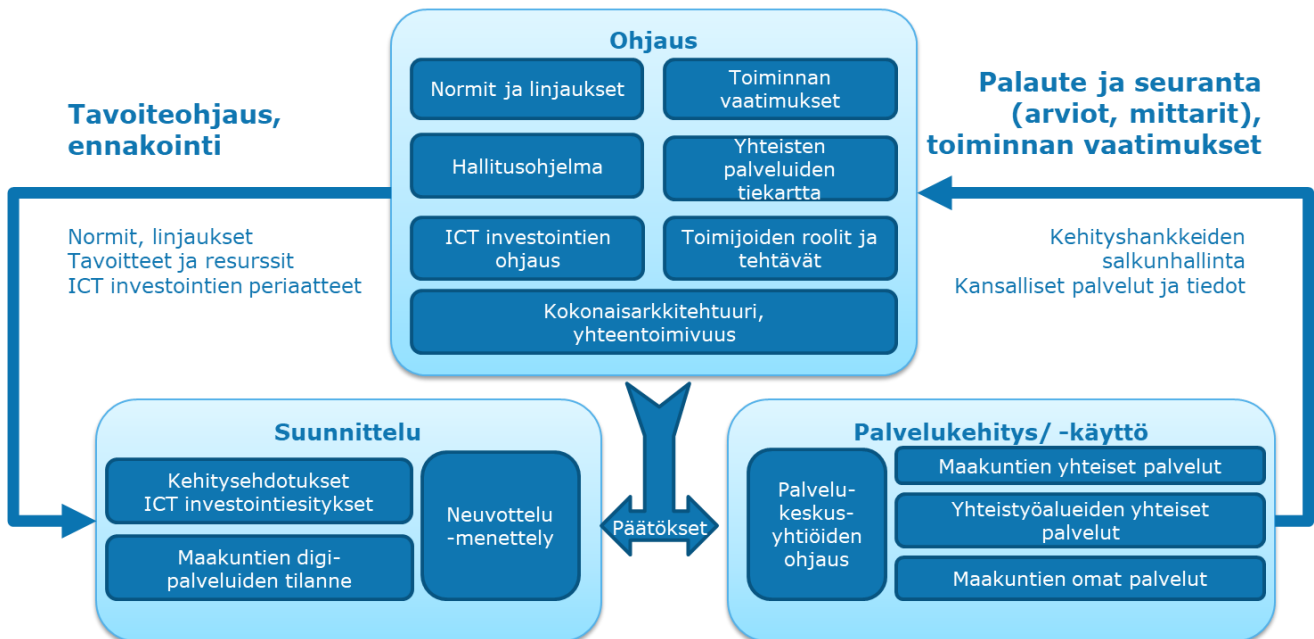 Ohjaus
Normit ja linjaukset
Toiminnan
vaatimukset
Hallitusohjelma
Yhteisten
palveluiden
tiekartta
ICT investointien
ohjaus
Toimijoiden roolit ja
tehtävät
Kokonaisarkkitehtuuri,
yhteentoimivuus
Tavoiteohjaus,
ennakointi
Normit, linjaukset
Tavoitteet ja resurssit
ICT investointien periaatteet
Palaute ja seuranta
(arviot, mittarit),
toiminnan vaatimukset
Kehityshankkeiden
salkunhallinta
Kansalliset palvelut ja tiedot
Suunnittelu
Kehitysehdotukset
ICT investointiesitykset
Maakuntien digi-
palveluiden tilanne
Neuvottelu
-menettely
Päätökset
Palvelukehitys/ -käyttö
Palvelu-
keskus-
yhtiöiden
ohjaus
Maakuntien yhteiset palvelut
Yhteistyöalueiden yhteiset
palvelut
Maakuntien omat palvelut